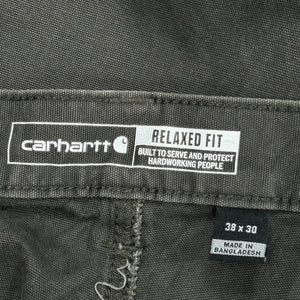 carhartt
RELAXED FIT
BUILT TO SERVE AND PROTECT
HARDWORKING PEOPLE
38 x 30
MADE IN
BANGLADESH